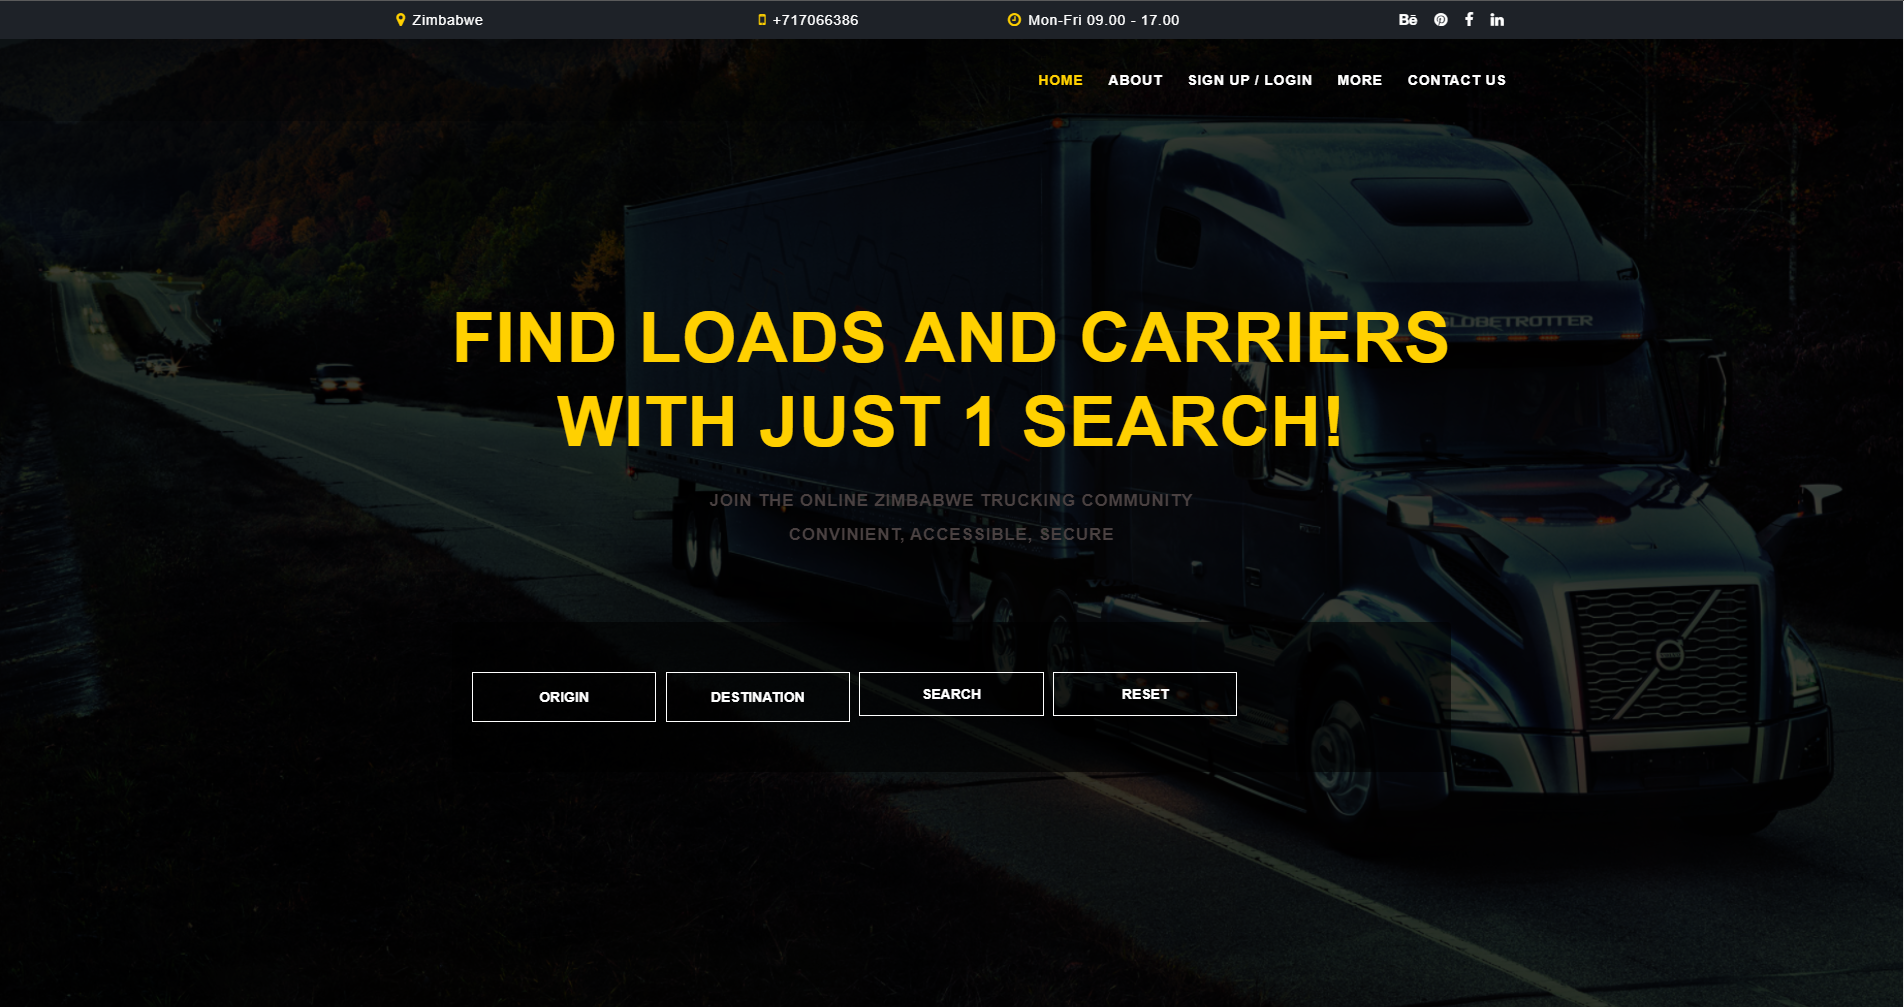 Zimbabwe
+717066386
Mon-Fri 09.00 - 17.00
Bē
HOME
ABOUT
SIGN UP / LOGIN
MORE
CONTACT US
GLOBETROTTER
FIND LOADS AND CARRIERS
WITH JUST 1 SEARCH!
JOIN THE ONLINE ZIMBABWE TRUCKING COMMUNITY
CONVINIENT, ACCESSIBLE, SECURE
ORIGIN
DESTINATION
SEARCH
RESET